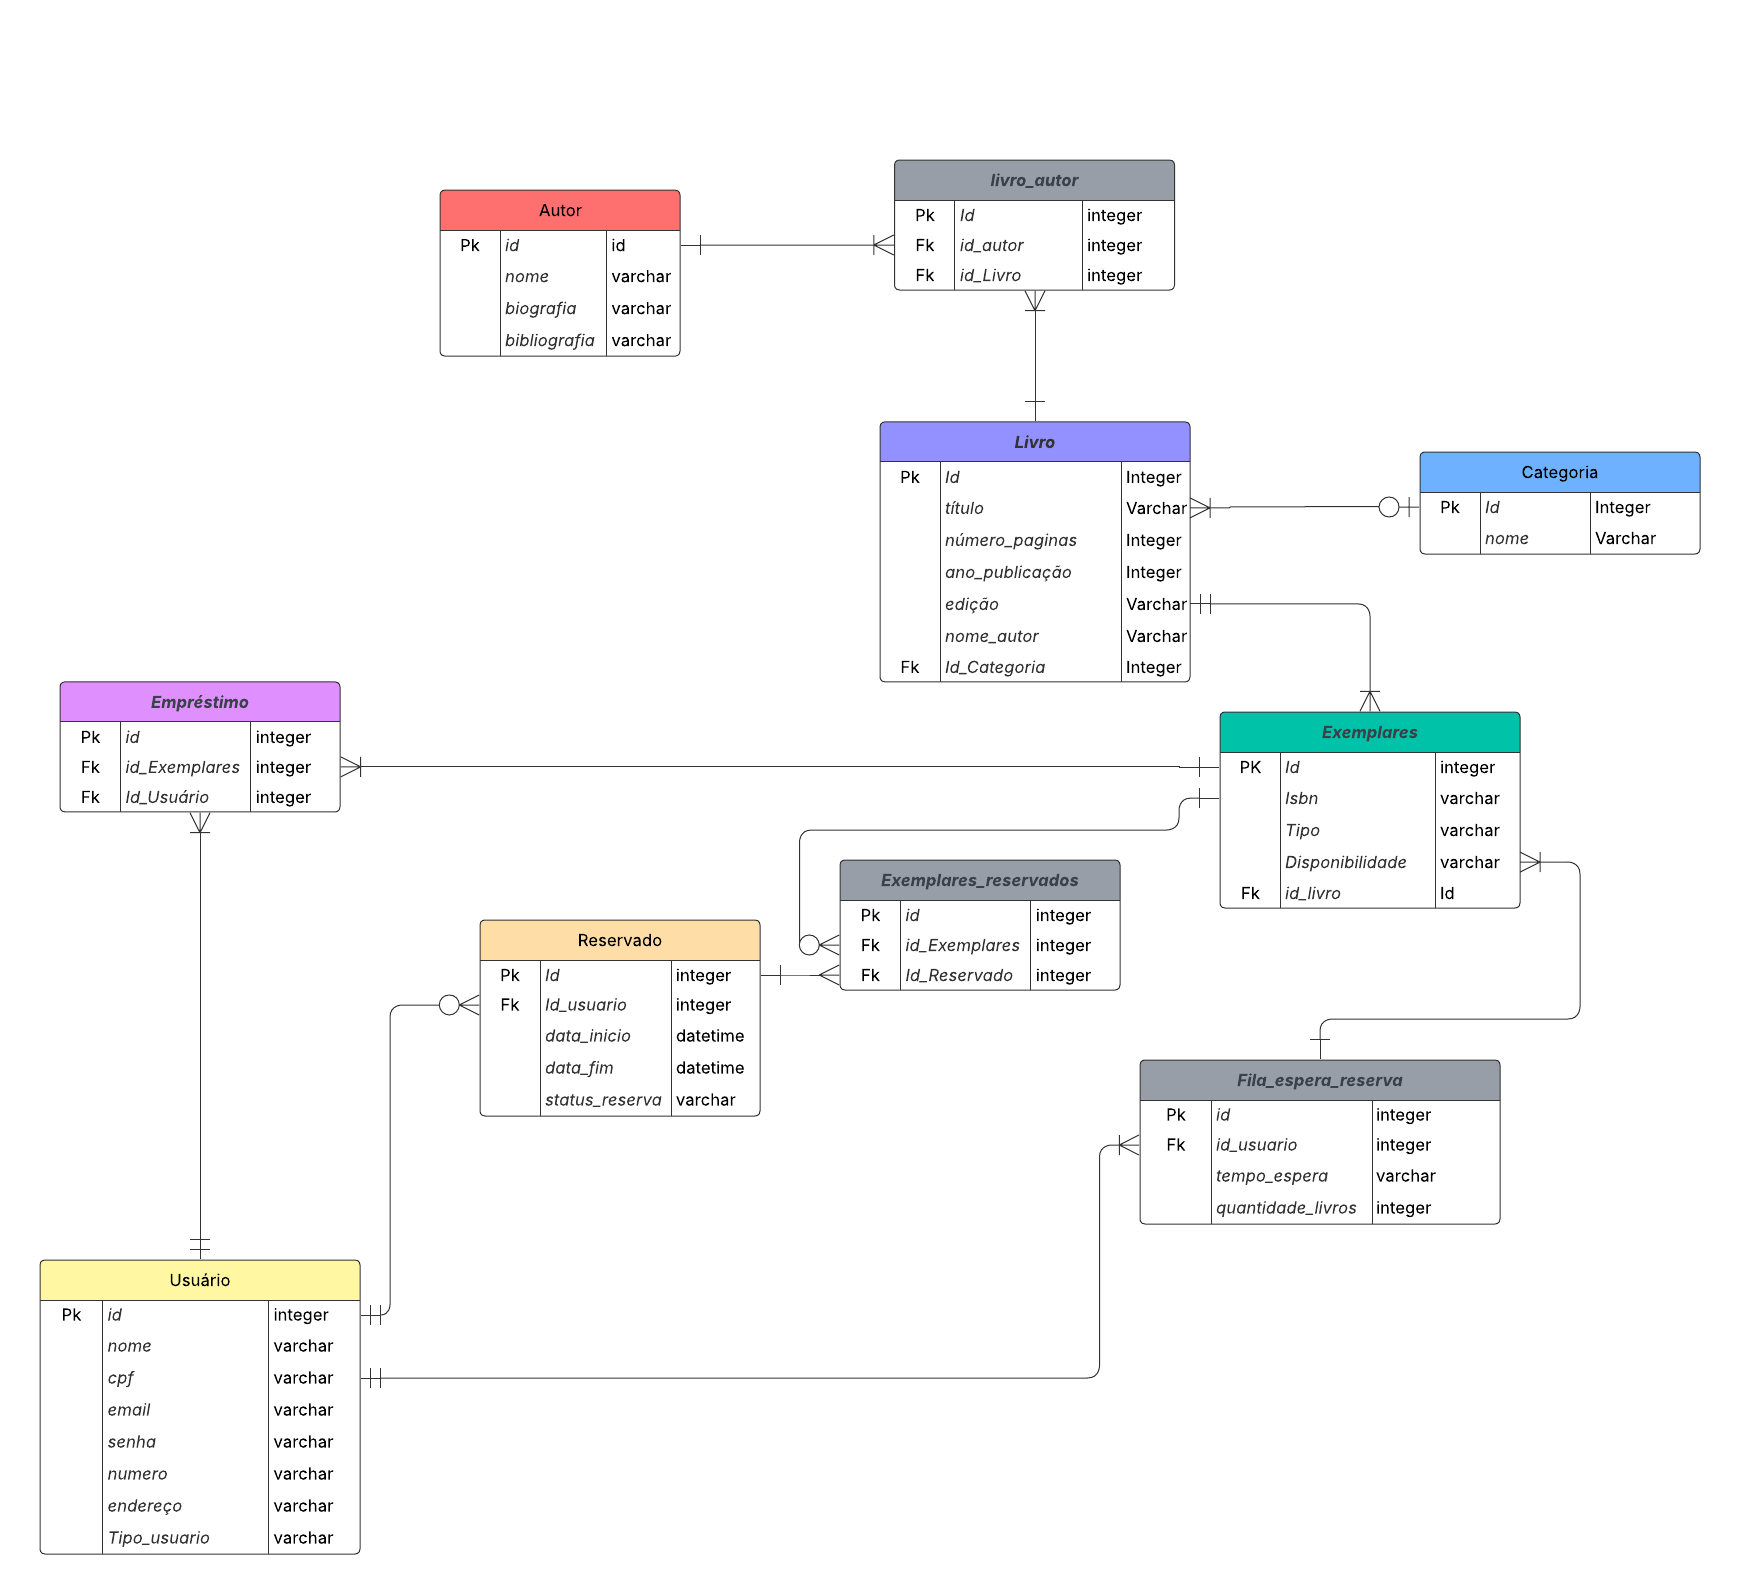 livro_autor
Pk Id integer
Fk id_autor integer
Fk id_Livro integer
Autor
Pk id id
nome varchar
biografia varchar
bibliografia varchar
Livro
Pk Id Integer
título Varchar
número_paginas Integer
ano_publicação Integer
edição Varchar
nome_autor Varchar
Fk Id_Categoria Integer
Categoria
Pk Id Integer
nome Varchar
Empréstimo
Pk id integer
Fk id_Exemplares integer
Fk Id_Usuário integer
Exemplares
PK Id integer
Isbn varchar
Tipo varchar
Disponibilidade varchar
Fk id_livro Id
Exemplares_reservados
Pk id integer
Fk id_Exemplares integer
Fk Id_Reservado integer
Reservado
Pk Id integer
Fk Id_usuario integer
data_inicio datetime
data_fim datetime
status_reserva varchar
Fila_espera_reserva
Pk id integer
Fk id_usuario integer
tempo_espera varchar
quantidade_livros integer
Usuário
Pk id integer
nome varchar
cpf varchar
email varchar
senha varchar
numero varchar
endereço varchar
Tipo_usuario varchar